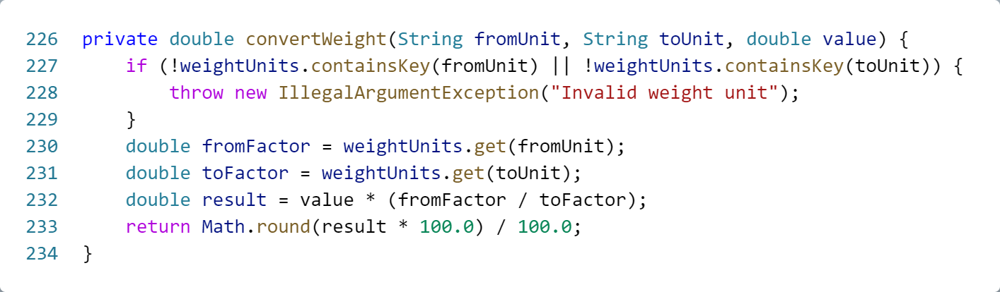 226 private double convertWeight(String fromUnit, String toUnit, double value) {
227     if (!weightUnits.containsKey(fromUnit) || !weightUnits.containsKey(toUnit)) {
228         throw new IllegalArgumentException("Invalid weight unit");
229     }
230     double fromFactor = weightUnits.get(fromUnit);
231     double toFactor = weightUnits.get(toUnit);
232     double result = value * (fromFactor / toFactor);
233     return Math.round(result * 100.0) / 100.0;
234 }